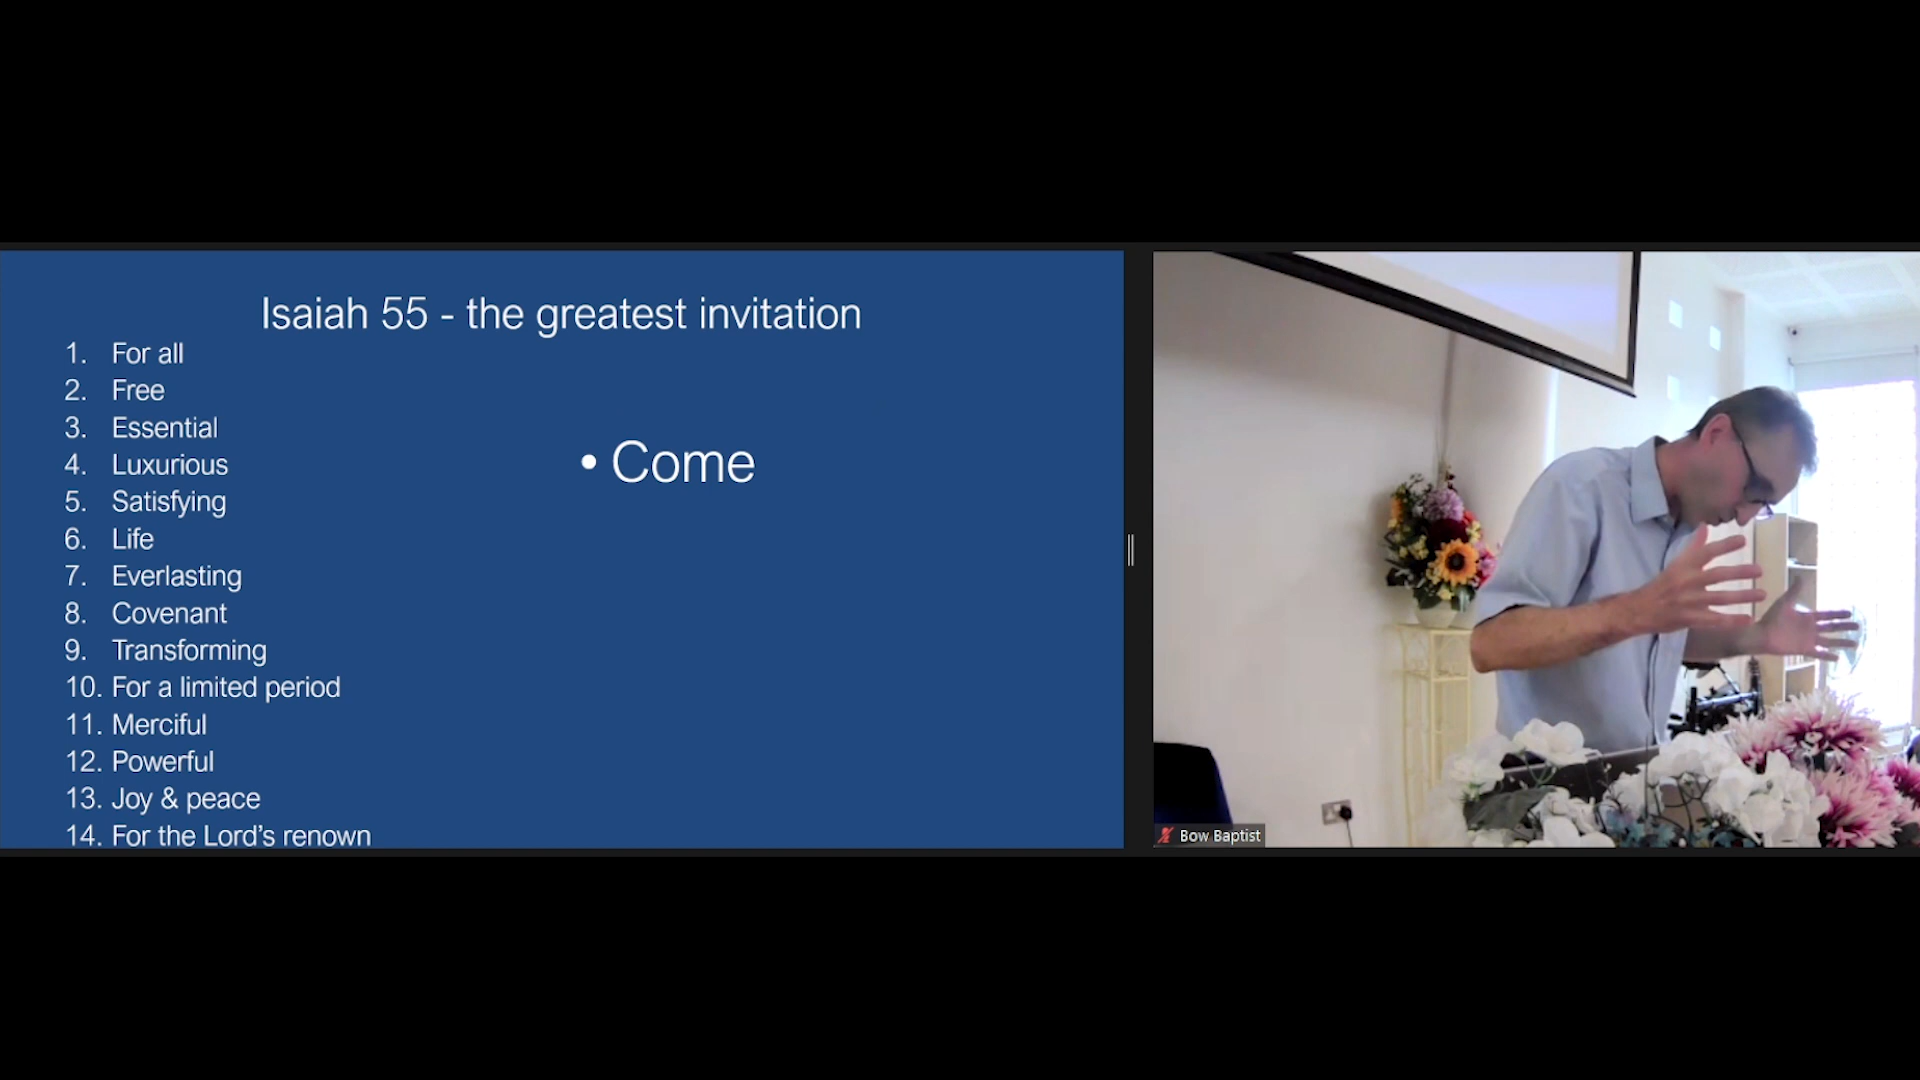 Isaiah 55 - the greatest invitation
1. For all
2. Free
3. Essential
4. Luxurious
5. Satisfying
6. Life
7. Everlasting
8. Covenant
9. Transforming
10. For a limited period
11. Merciful
12. Powerful
13. Joy & peace
14. For the Lord’s renown
• Come
Bow Baptist